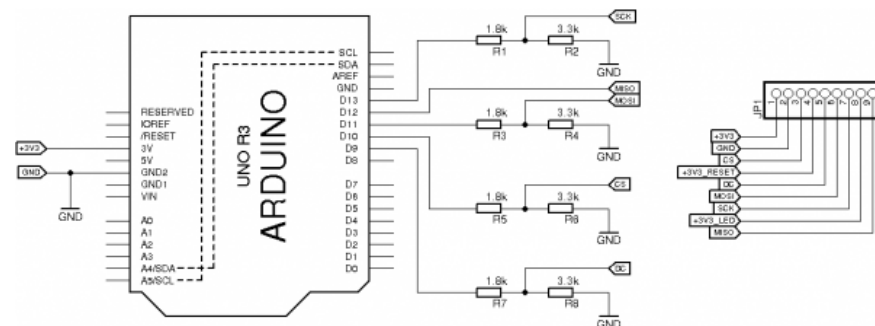 RESERVED
IOREF
/RESET
3V
5V
GND2
GND1
VIN
A0
A1
A2
A3
A4/SDA
A5/SCL
+3V3
GND
GND
UNO R3
ARDUINO
SCL
SDA
AREF
GND
D13
D12
D11
D10
D9
D8
D7
D6
D5
D4
D3
D2
D1
D0
1.8k 3.3k
R1 R2
SCK
GND
MISO
MOSI
1.8k 3.3k
R3 R4
GND
CS
1.8k 3.3k
R5 R6
GND
DC
1.8k 3.3k
R7 R8
GND
JP1
1 2 3 4 5 6 7 8 9
+3V3
GND
CS
+3V3_RESET
DC
MOSI
SCK
+3V3_LED
MISO